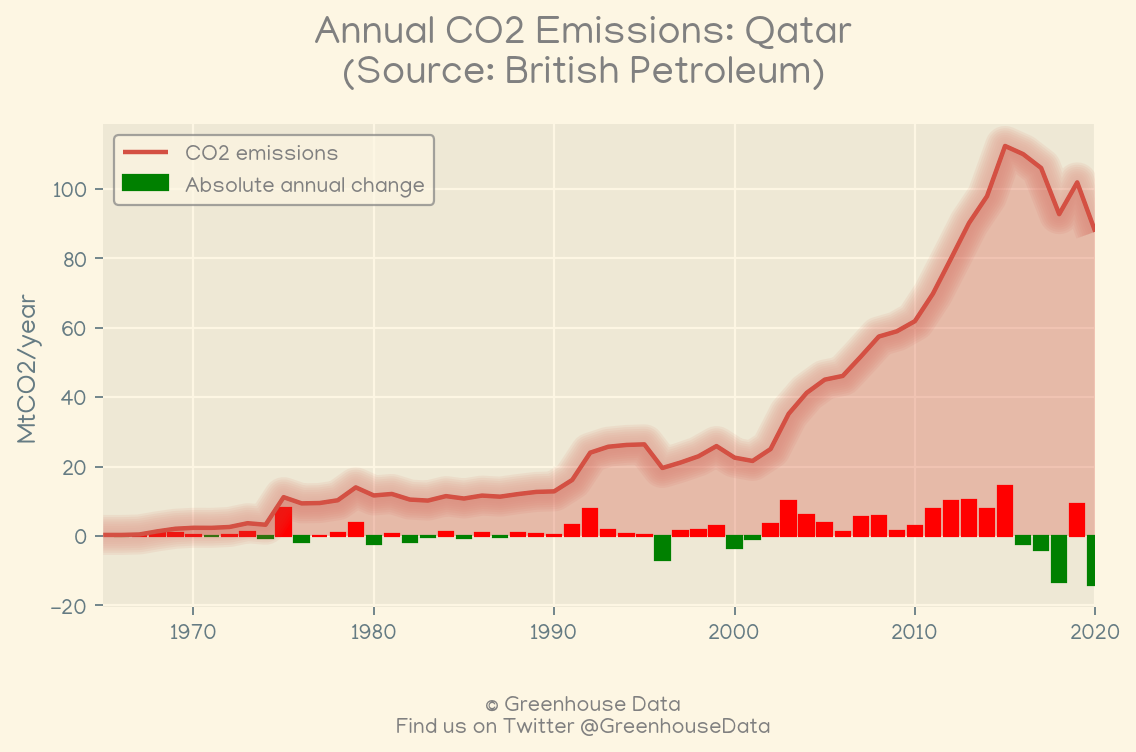 Annual CO2 Emissions: Qatar
(Source: British Petroleum)
CO2 emissions
Absolute annual change
MtCO2/year
100
80
60
40
20
0
−20
1970 1980 1990 2000 2010 2020
© Greenhouse Data
Find us on Twitter @GreenhouseData